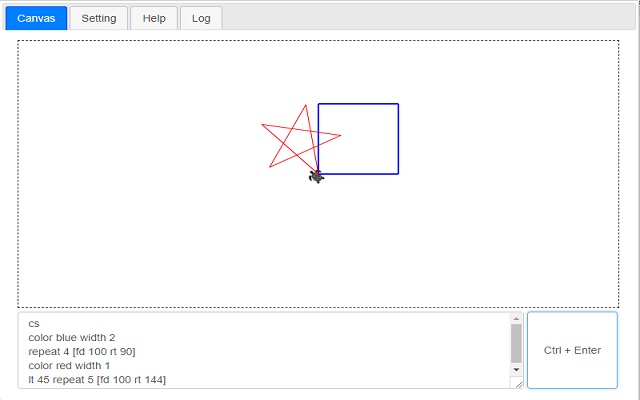 Canvas Setting Help Log
cs
color blue width 2
repeat 4 [fd 100 rt 90]
color red width 1
lt 45 repeat 5 [fd 100 rt 144]
Ctrl + Enter